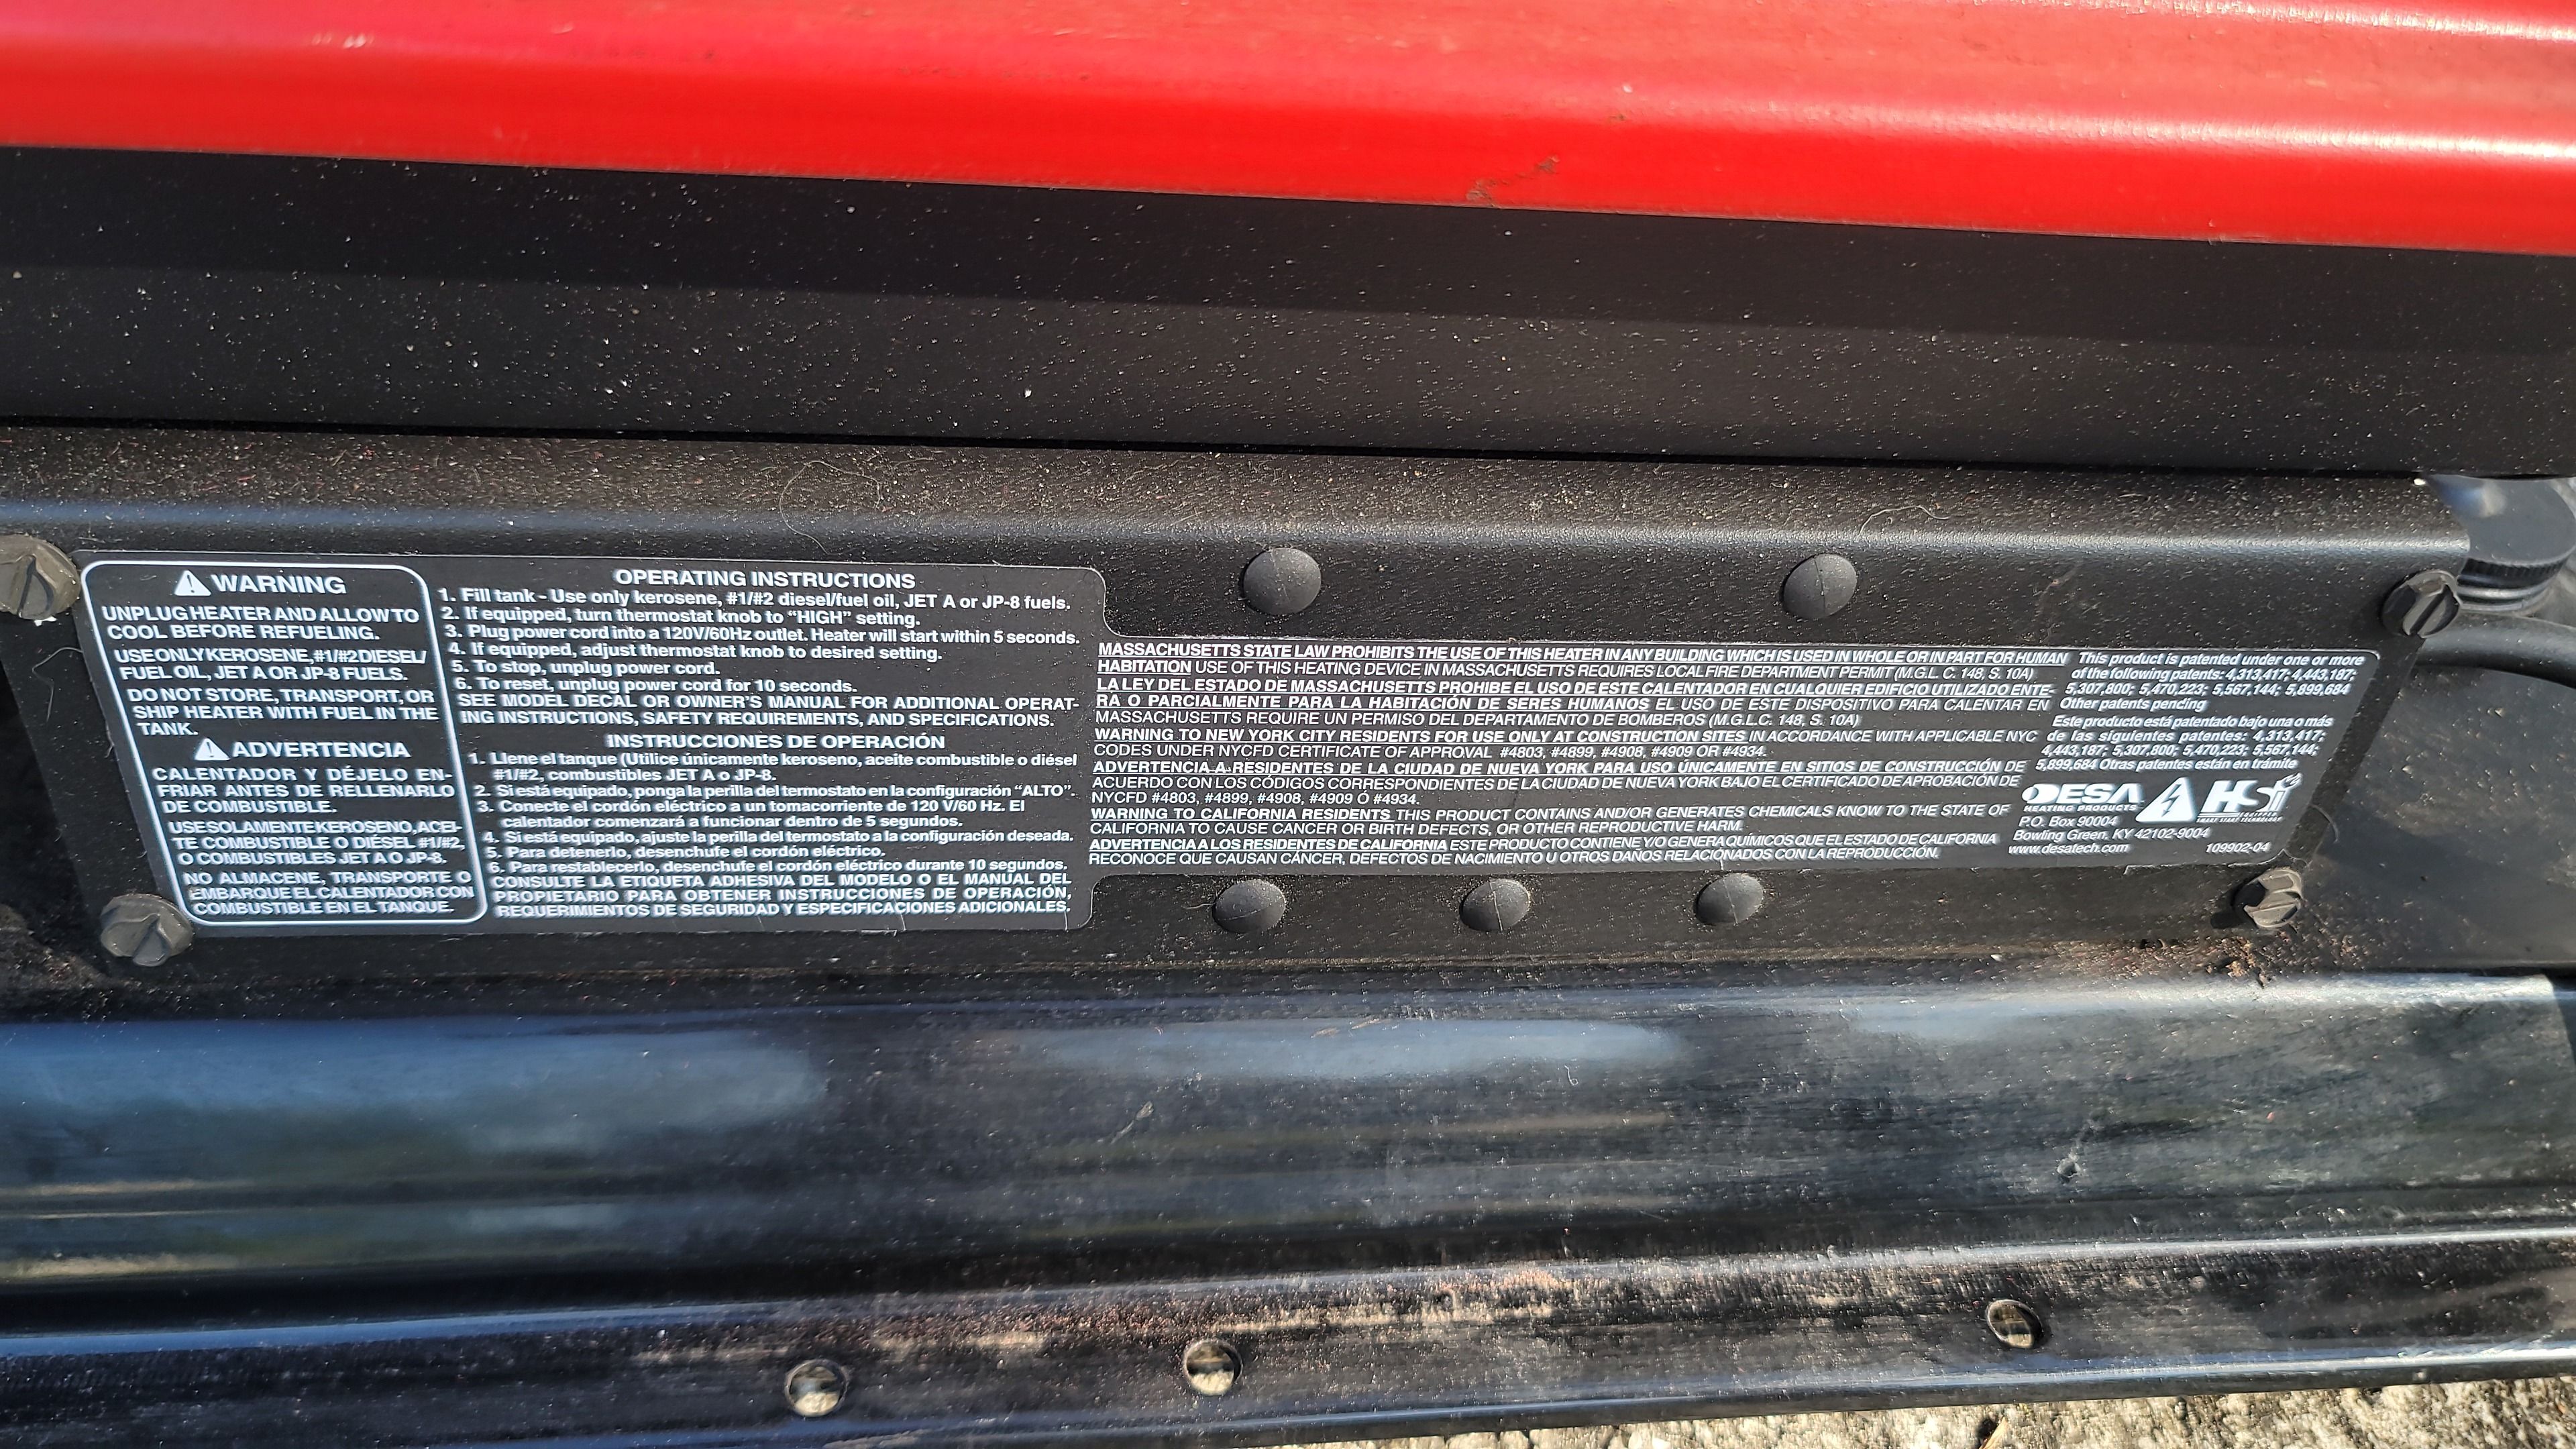 WARNING
UNPLUG HEATER AND ALLOW TO
COOL BEFORE REFUELING.
USE ONLY KEROSENE, #1/#2 DIESEL/
FUEL OIL, JET A OR JP-8 FUELS.
DO NOT STORE, TRANSPORT, OR
SHIP HEATER WITH FUEL IN THE
TANK.
ADVERTENCIA
CALENTADOR Y DÉJELO EN-
FRIAR ANTES DE RELLENARLO
DE COMBUSTIBLE.
USE SOLAMENTE KEROSENO, ACEI-
TE COMBUSTIBLE O DIÉSEL #1/#2,
O COMBUSTIBLES JET A O JP-8.
NO ALMACENE, TRANSPORTE O
EMBARQUE EL CALENTADOR CON
COMBUSTIBLE EN EL TANQUE.
OPERATING INSTRUCTIONS
1. Fill tank - Use only kerosene, #1/#2 diesel/fuel oil, JET A or JP-8 fuels.
2. If equipped, turn thermostat knob to "HIGH" setting.
3. Plug power cord into a 120V/60Hz outlet. Heater will start within 5 seconds.
4. If equipped, adjust thermostat knob to desired setting.
5. To stop, unplug power cord.
6. To reset, unplug power cord for 10 seconds.
SEE MODEL DECAL OR OWNER'S MANUAL FOR ADDITIONAL OPERAT-
ING INSTRUCTIONS, SAFETY REQUIREMENTS, AND SPECIFICATIONS.
INSTRUCCIONES DE OPERACIÓN
1. Llene el tanque (Utilice únicamente keroseno, aceite combustible o diésel
#1/#2, combustibles JET A o JP-8.
2. Si está equipado, ponga la perilla del termostato en la configuración "ALTO".
3. Conecte el cordón eléctrico a un tomacorriente de 120 V/60 Hz. El
calentador comenzará a funcionar dentro de 5 segundos.
4. Si está equipado, ajuste la perilla del termostato a la configuración deseada.
5. Para detenerlo, desenchufe el cordón eléctrico.
6. Para restablecerlo, desenchufe el cordón eléctrico durante 10 segundos.
CONSULTE LA ETIQUETA ADHESIVA DEL MODELO O EL MANUAL DEL
PROPIETARIO PARA OBTENER INSTRUCCIONES DE OPERACIÓN,
REQUERIMIENTOS DE SEGURIDAD Y ESPECIFICACIONES ADICIONALES.
MASSACHUSETTS STATE LAW PROHIBITS THE USE OF THIS HEATER IN ANY BUILDING WHICH IS USED IN WHOLE OR IN PART FOR HUMAN
HABITATION USE OF THIS HEATING DEVICE IN MASSACHUSETTS REQUIRES LOCAL FIRE DEPARTMENT PERMIT (M.G.L. C. 148, S. 10A)
LA LEY DEL ESTADO DE MASSACHUSETTS PROHIBE EL USO DE ESTE CALENTADOR EN CUALQUIER EDIFICIO UTILIZADO ENTE-
RA O PARCIALMENTE PARA LA HABITACIÓN DE SERES HUMANOS EL USO DE ESTE DISPOSITIVO PARA CALENTAR EN
MASSACHUSETTS REQUIRE UN PERMISO DEL DEPARTAMENTO DE BOMBEROS (M.G.L.C. 148, S. 10A)
WARNING TO NEW YORK CITY RESIDENTS FOR USE ONLY AT CONSTRUCTION SITES IN ACCORDANCE WITH APPLICABLE NYC
CODES UNDER NYCFD CERTIFICATE OF APPROVAL #4803, #4899, #4908, #4909 OR #4934.
ADVERTENCIA A RESIDENTES DE LA CIUDAD DE NUEVA YORK PARA USO ÚNICAMENTE EN SITIOS DE CONSTRUCCIÓN DE
ACUERDO CON LOS CÓDIGOS CORRESPONDIENTES DE LA CIUDAD DE NUEVA YORK BAJO EL CERTIFICADO DE APROBACIÓN DE
NYCFD #4803, #4899, #4908, #4909 Ó #4934.
WARNING TO CALIFORNIA RESIDENTS THIS PRODUCT CONTAINS AND/OR GENERATES CHEMICALS KNOW TO THE STATE OF
CALIFORNIA TO CAUSE CANCER OR BIRTH DEFECTS, OR OTHER REPRODUCTIVE HARM.
ADVERTENCIA A LOS RESIDENTES DE CALIFORNIA ESTE PRODUCTO CONTIENE Y/O GENERA QUÍMICOS QUE EL ESTADO DE CALIFORNIA
RECONOCE QUE CAUSAN CÁNCER, DEFECTOS DE NACIMIENTO U OTROS DAÑOS RELACIONADOS CON LA REPRODUCCIÓN.
This product is patented under one or more
of the following patents: 4,313,417; 4,443,187;
5,307,800; 5,470,223; 5,567,144; 5,899,684
Other patents pending
Este producto está patentado bajo una o más
de las siguientes patentes: 4,313,417;
4,443,187; 5,307,800; 5,470,223; 5,567,144;
5,899,684 Otras patentes están en trámite
DESA
HEATING PRODUCTS
HSI
P.O. Box 90004
Bowling Green, KY 42102-9004
www.desatech.com
109902-04